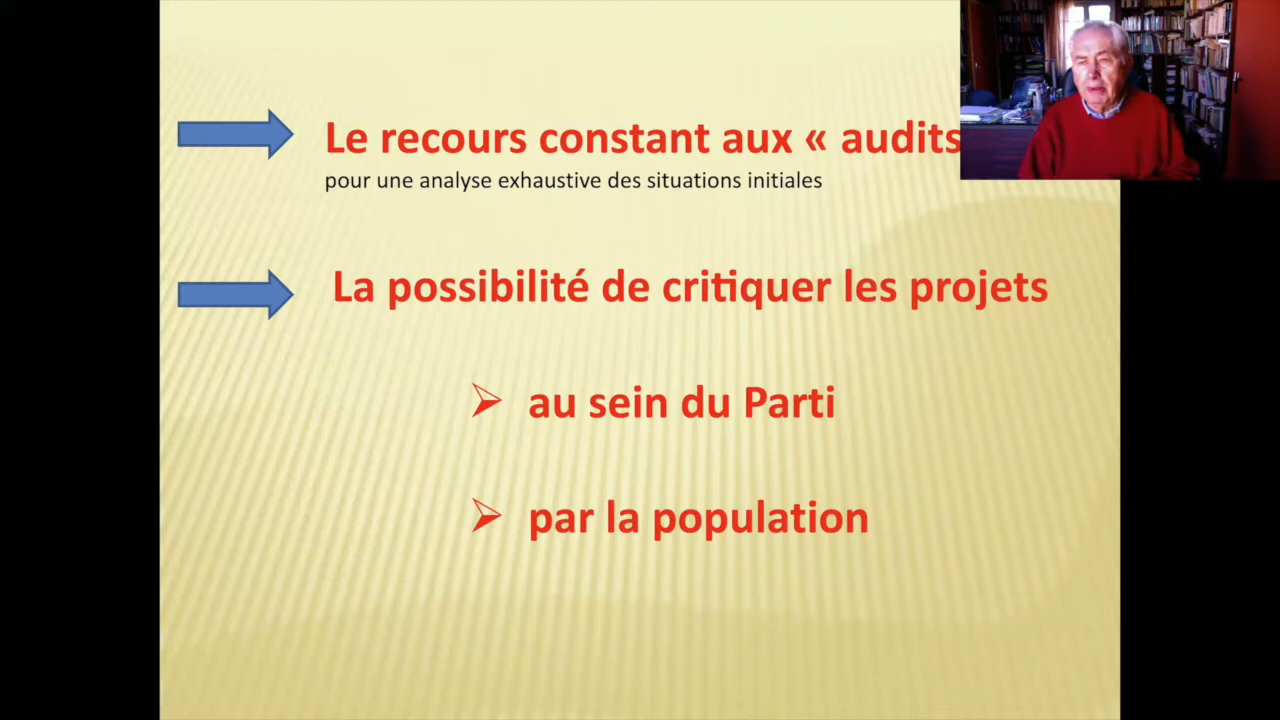 Le recours constant aux « audits
pour une analyse exhaustive des situations initiales
La possibilité de critiquer les projets
au sein du Parti
par la population